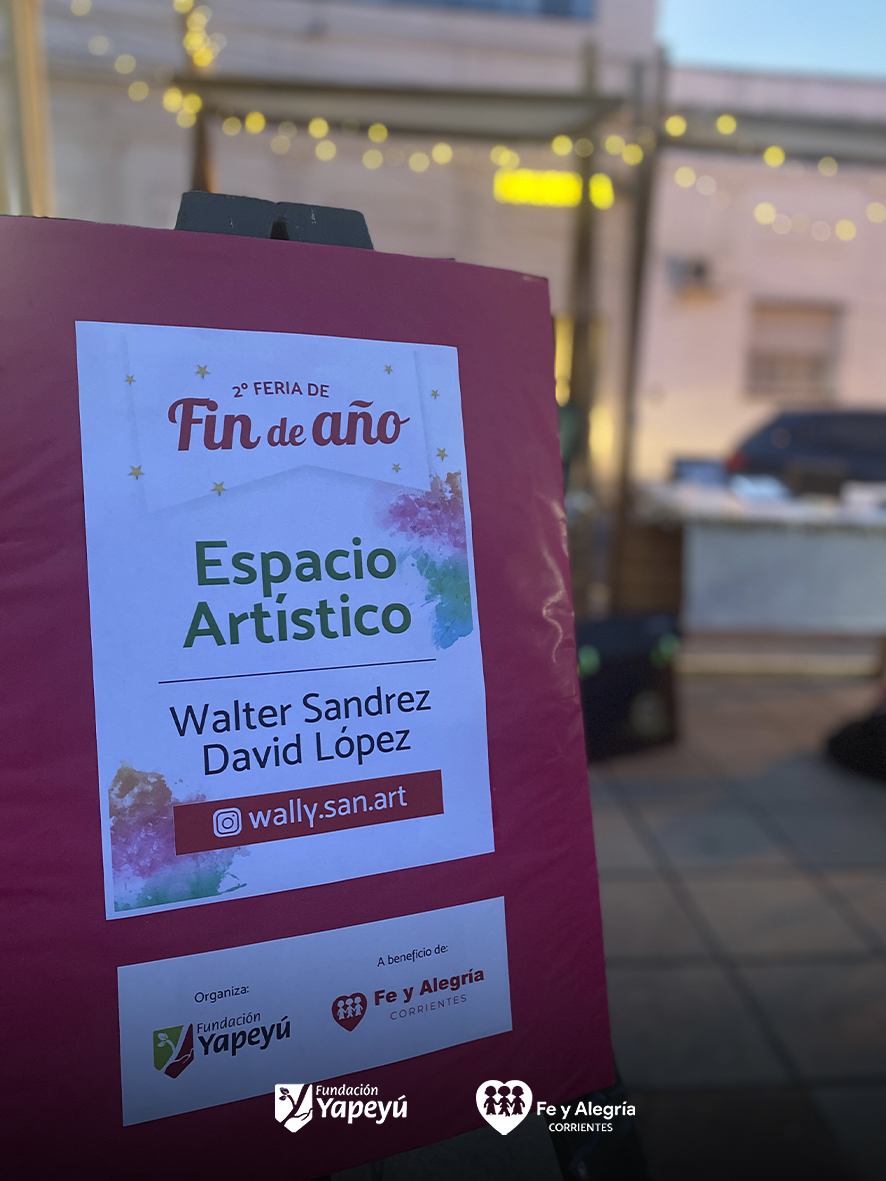 2º FERIA DE
Fin de año
Espacio
Artístico
Walter Sandrez
David López
wally.san.art
Organiza:
Fundación
Yapeyú
A beneficio de:
Fe y Alegría
CORRIENTES
Fundación
Yapeyú
Fe y Alegría
CORRIENTES